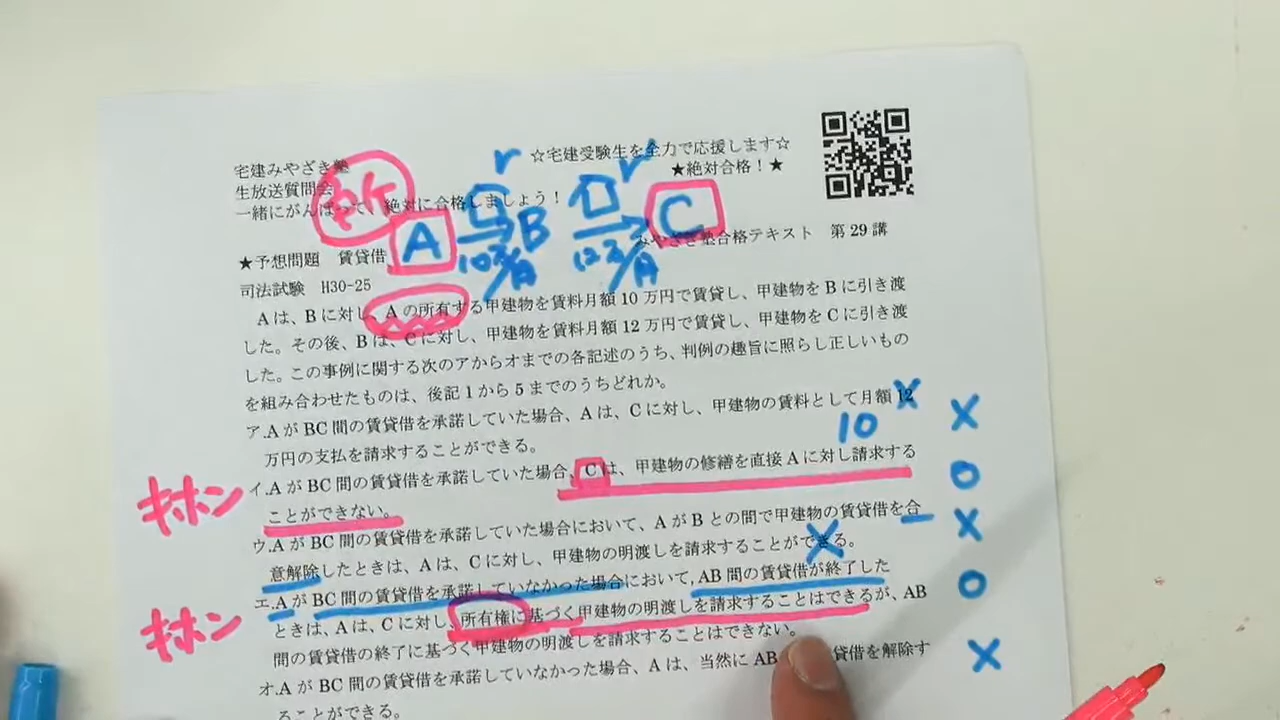 宅建みやざき塾
☆宅建受験生を全力で応援します☆
生放送質問会
★絶対合格！★
一緒にがんばって、絶対に合格しましょう！
r
r'
A
B
C
10万/月
12万/月
みやざき塾合格テキスト 第29講
★予想問題 賃貸借
司法試験 H30-25
Aは、Bに対し、Aの所有する甲建物を賃料月額10万円で賃貸し、甲建物をBに引き渡
した。その後、Bは、Cに対し、甲建物を賃料月額12万円で賃貸し、甲建物をCに引き渡
した。この事例に関する次のアからオまでの各記述のうち、判例の趣旨に照らし正しいもの
を組み合わせたものは、後記1から5までのうちどれか。
ア.AがBC間の賃貸借を承諾していた場合、Aは、Cに対し、甲建物の賃料として月額12
10
×
万円の支払を請求することができる。
キホン
イ.AがBC間の賃貸借を承諾していた場合、Cは、甲建物の修繕を直接Aに対し請求する
○
ことができない。
ウ.AがBC間の賃貸借を承諾していた場合において、AがBとの間で甲建物の賃貸借を合
×
意解除したときは、Aは、Cに対し、甲建物の明渡しを請求することができる。
キホン
エ.AがBC間の賃貸借を承諾していなかった場合において、AB間の賃貸借が終了した
○
ときは、Aは、Cに対し、所有権に基づく甲建物の明渡しを請求することはできるが、AB
間の賃貸借の終了に基づく甲建物の明渡しを請求することはできない。
オ.AがBC間の賃貸借を承諾していなかった場合、Aは、当然にAB 貸借を解除す
×
ることができる。